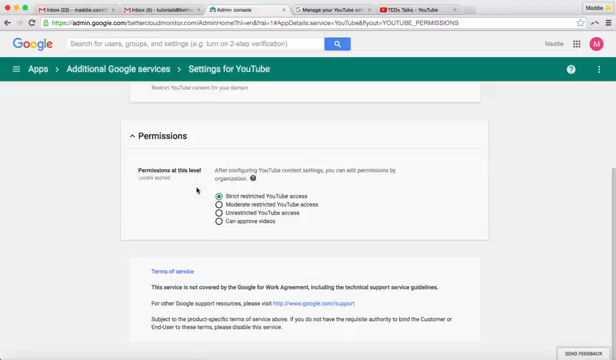 Maddie
Inbox (22) - maddie.cock
Inbox (6) - tutorials@bette
Admin console
Manage your YouTube set
TEDx Talks - YouTube
https://admin.google.com/ac/bettercloudmonitor.com/AdminHome?hl=en&rsi=1#AppDetails:service=YouTube&flyout=YOUTUBE_PERMISSIONS
Google
Search for users, groups, and settings (e.g. turn on 2-step verification)
Maddie
M
Apps > Additional Google services > Settings for YouTube
Restrict YouTube consent for your domain
Permissions
Permissions at this level
Locally applied
After configuring YouTube content settings, you can edit permissions by
organization.
Strict restricted YouTube access
Moderate restricted YouTube access
Unrestricted YouTube access
Can approve videos
Terms of service
This service is not covered by the Google for Work Agreement, including the technical support service guidelines.
For other Google support resources, please visit http://www.google.com/support
Subject to the product-specific terms of service above. If you do not have the requisite authority to bind the Customer or
End-User to these terms, please disable this service.
SEND FEEDBACK